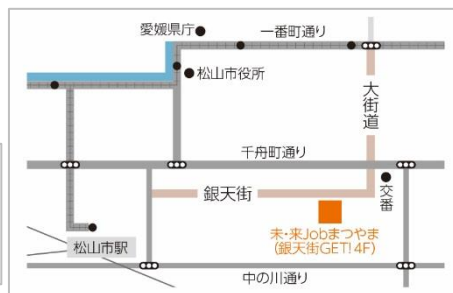 愛媛県庁
一番町通り
松山市役所
大街道
千舟町通り
銀天街
交番
未・来Jobまつやま
(銀天街GET!4F)
松山市駅
中の川通り